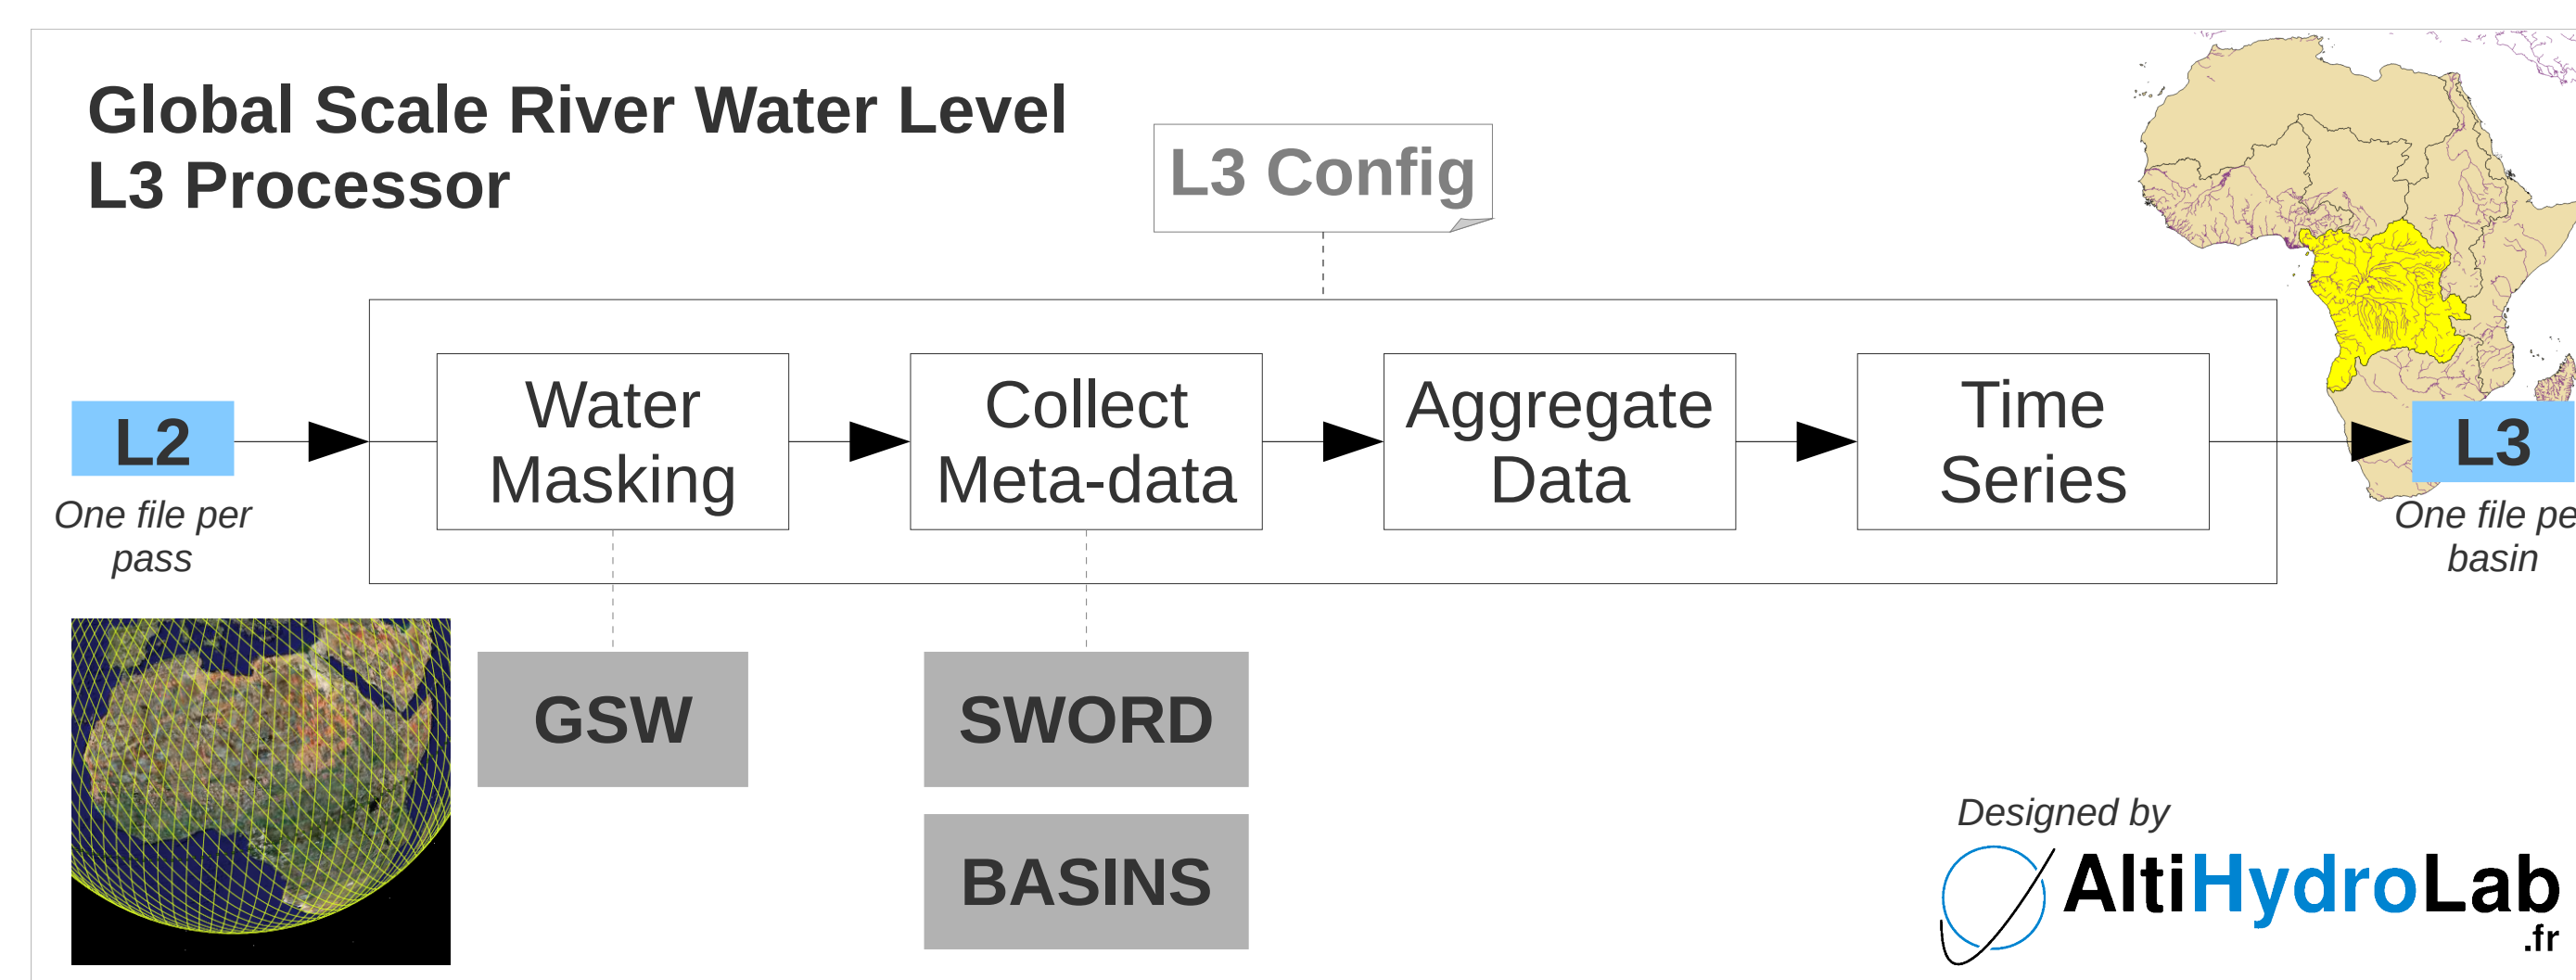 Global Scale River Water Level
L3 Processor
L3 Config
L2
One file per
pass
Water
Masking
Collect
Meta-data
Aggregate
Data
Time
Series
L3
One file pe
basin
GSW
SWORD
BASINS
Designed by
AltiHydroLab
.fr